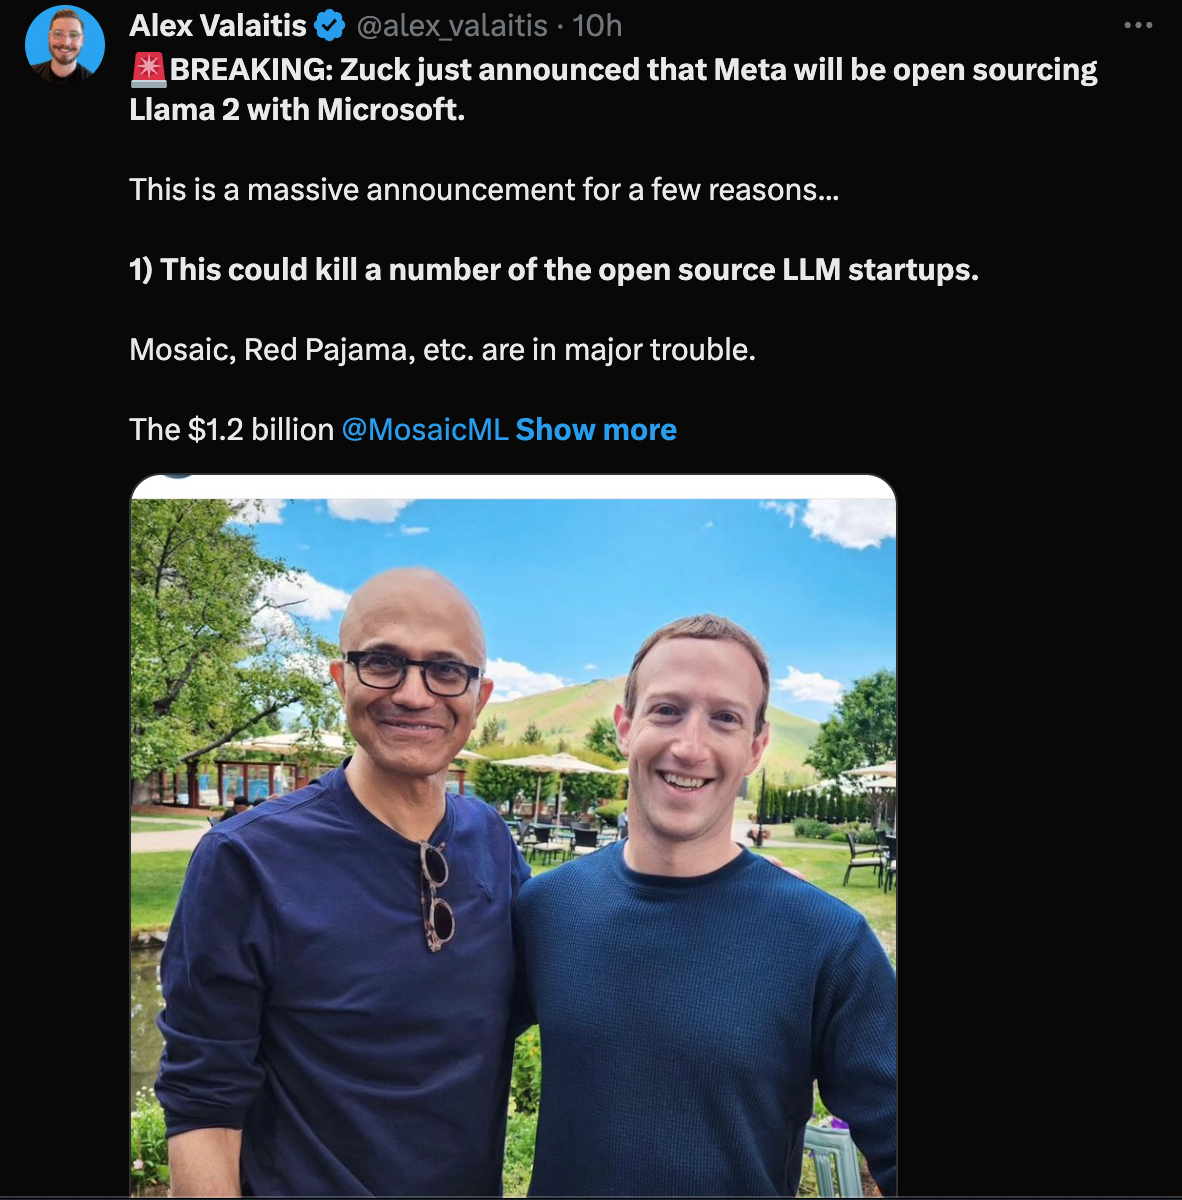 Alex Valaitis @alex_valaitis · 10h
🚨BREAKING: Zuck just announced that Meta will be open sourcing
Llama 2 with Microsoft.
This is a massive announcement for a few reasons...
1) This could kill a number of the open source LLM startups.
Mosaic, Red Pajama, etc. are in major trouble.
The $1.2 billion @MosaicML Show more